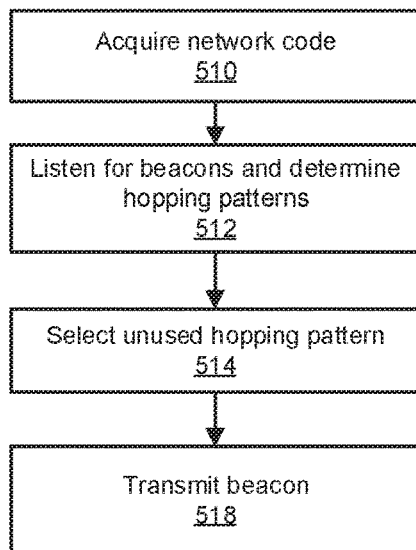 Acquire network code
510
Listen for beacons and determine
hopping patterns
512
Select unused hopping pattern
514
Transmit beacon
518